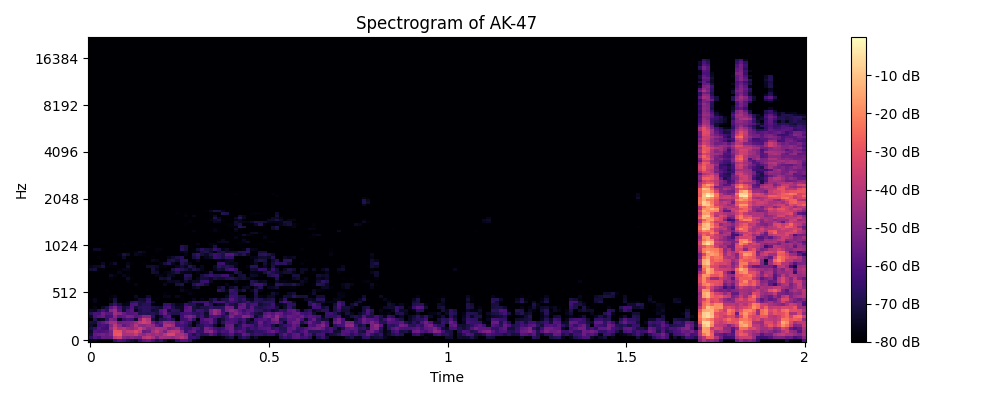 Spectrogram of AK-47
Hz
16384
8192
4096
2048
1024
512
0
0 0.5 1 1.5 2
Time
-10 dB
-20 dB
-30 dB
-40 dB
-50 dB
-60 dB
-70 dB
-80 dB